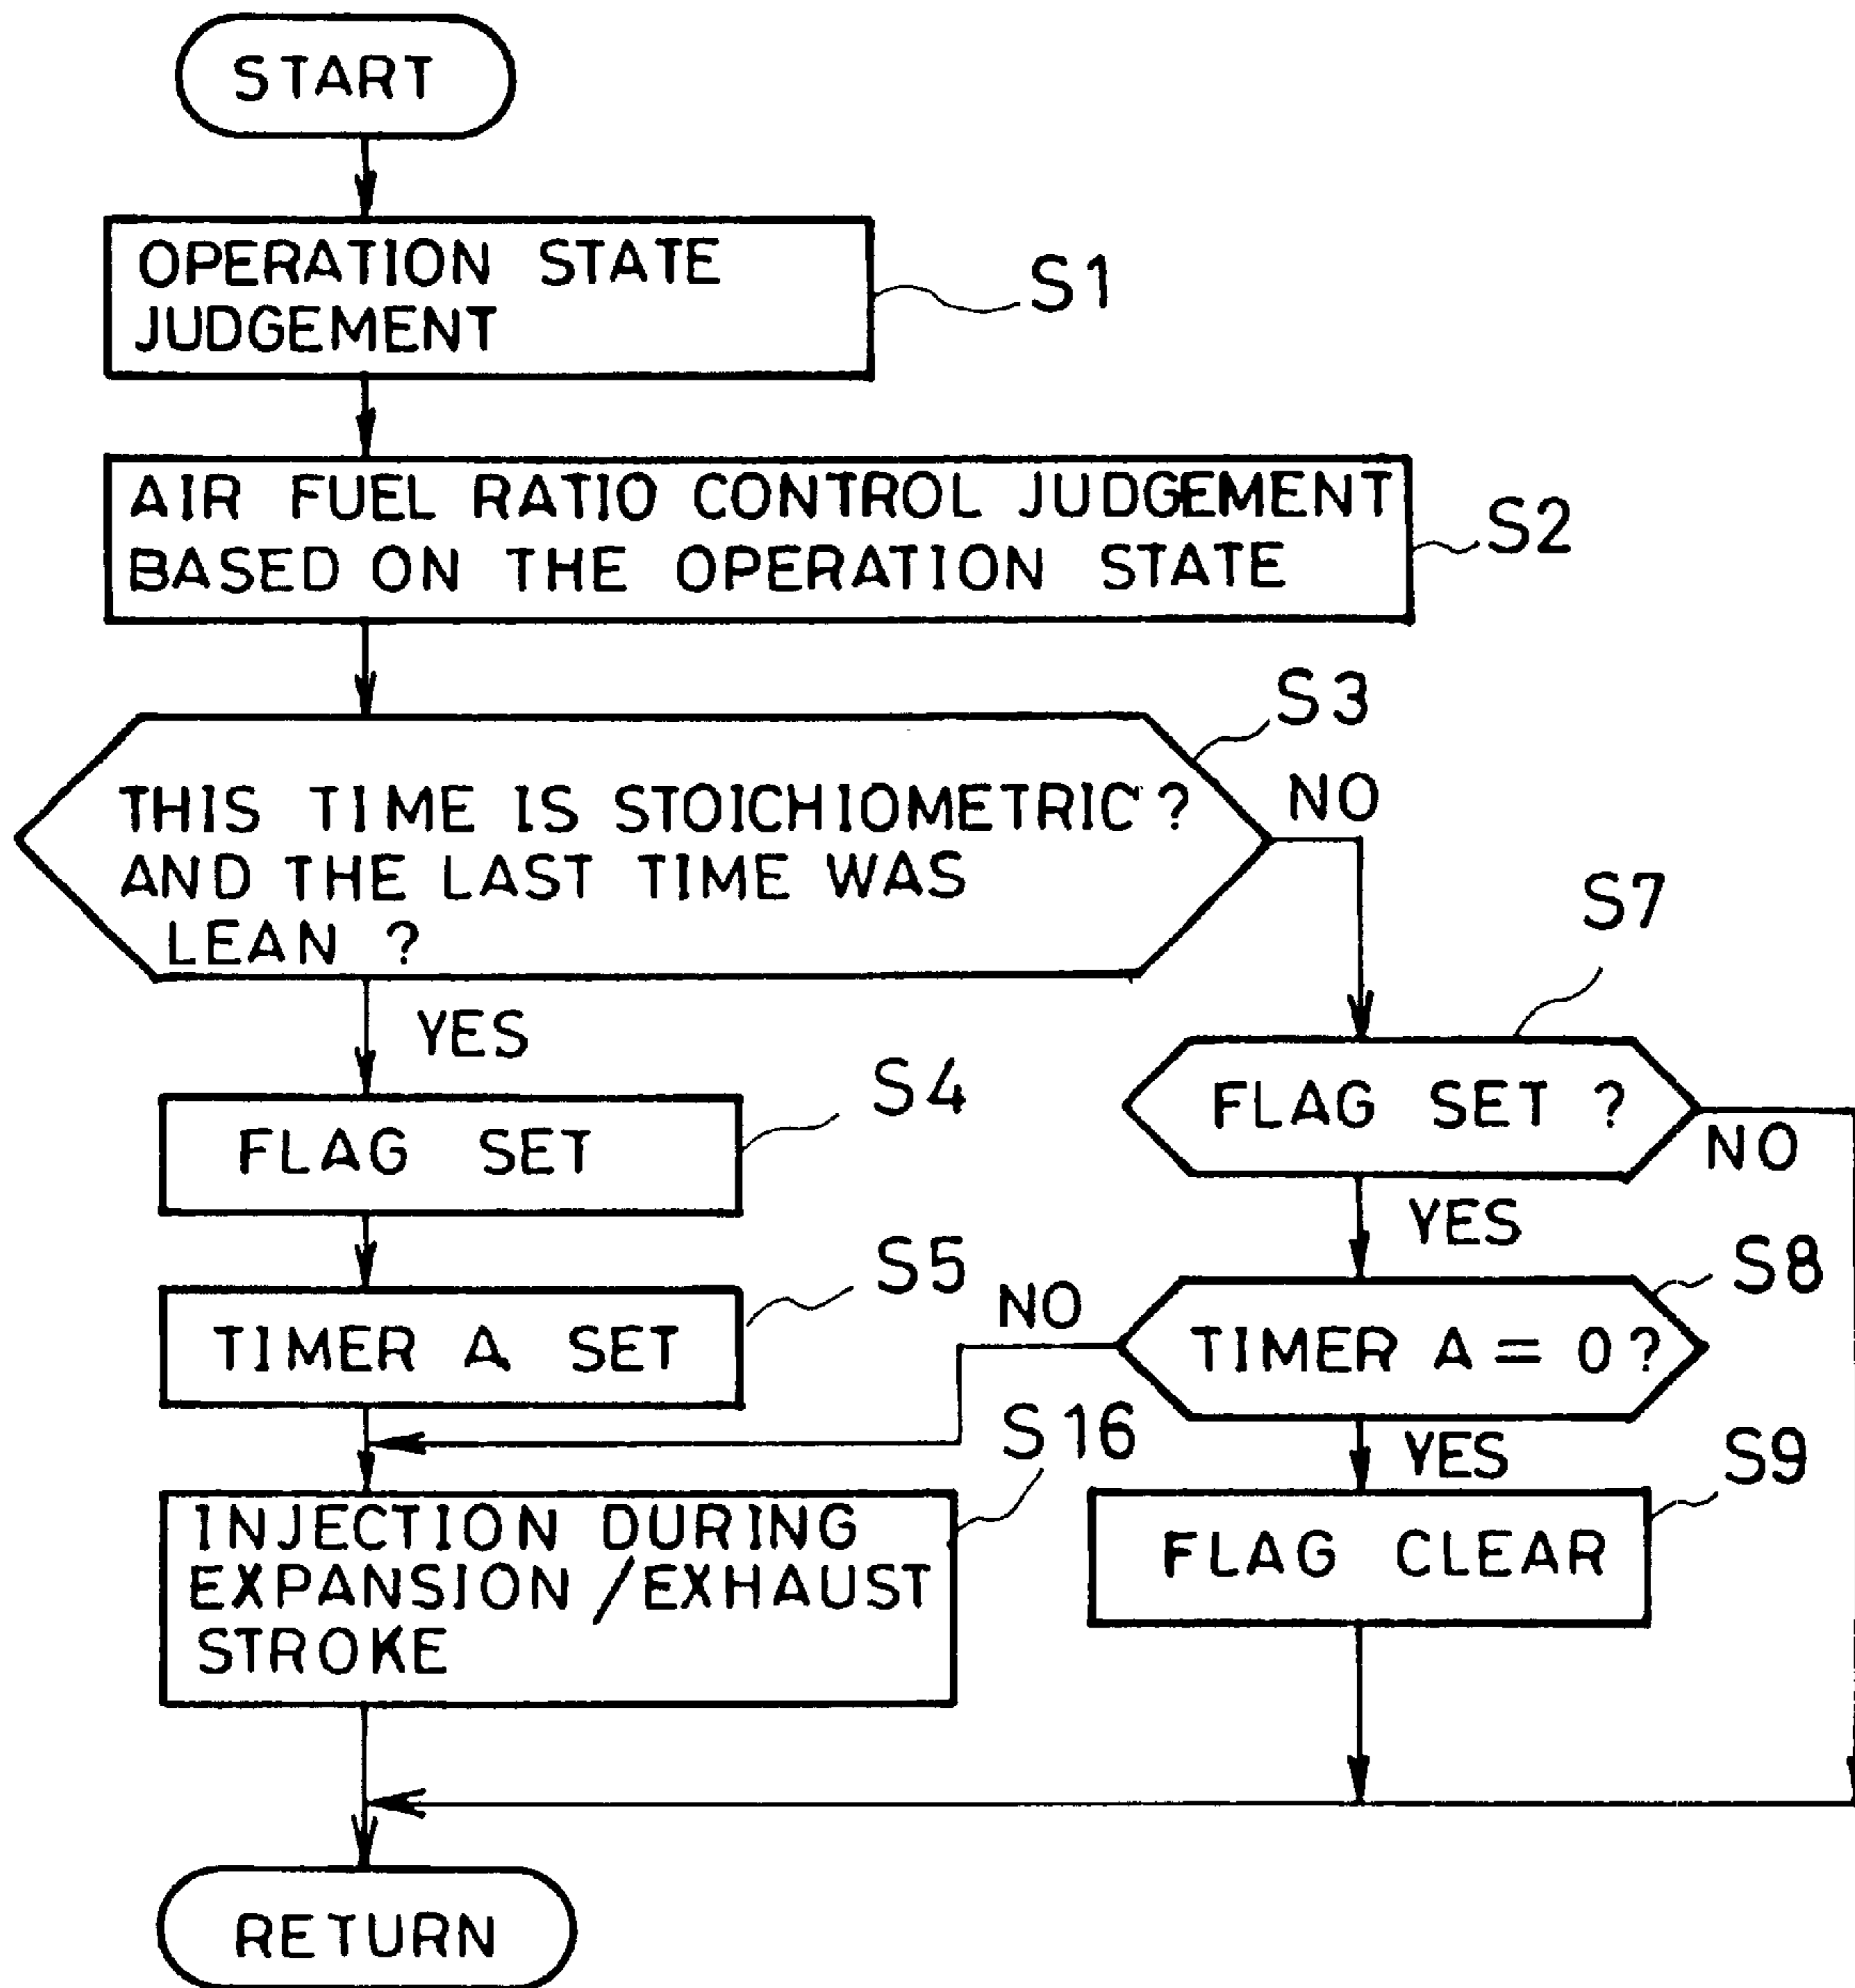 START
OPERATION STATE
JUDGEMENT
S1
AIR FUEL RATIO CONTROL JUDGEMENT
BASED ON THE OPERATION STATE
S2
S3
THIS TIME IS STOICHIOMETRIC ?
AND THE LAST TIME WAS
LEAN ?
NO
YES
S7
FLAG SET ?
NO
YES
S4
FLAG SET
S5
TIMER A SET
S8
NO
TIMER A = 0 ?
YES
S16
INJECTION DURING
EXPANSION / EXHAUST
STROKE
S9
FLAG CLEAR
RETURN